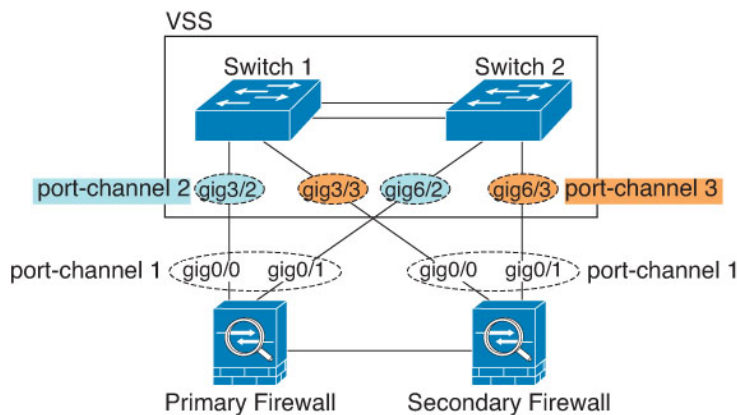 VSS
Switch 1
Switch 2
port-channel 2
gig3/2
gig3/3
gig6/2
gig6/3
port-channel 3
port-channel 1
gig0/0
gig0/1
gig0/0
gig0/1
port-channel 1
Primary Firewall
Secondary Firewall